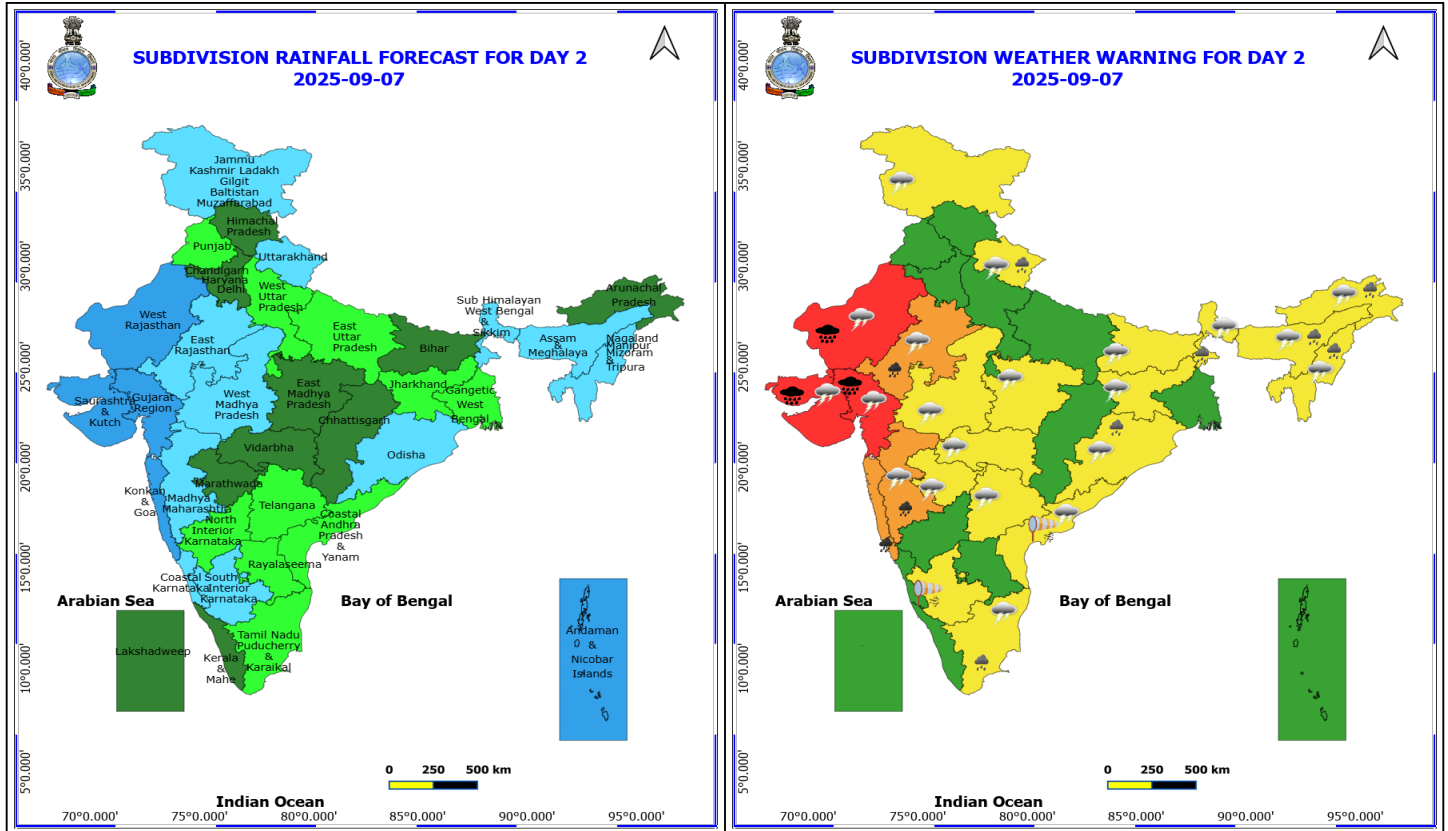 SUBDIVISION RAINFALL FORECAST FOR DAY 2
2025-09-07
40°0.000'
35°0.000'
30°0.000'
25°0.000'
20°0.000'
15°0.000'
10°0.000'
5°0.000'
Jammu
Kashmir Ladakh
Gilgit
Baltistan
Muzaffarabad
Himachal
Pradesh
Punjab
Uttarakhand
Chandigarh
Haryana
Delhi
West
Uttar
Pradesh
Arunachal
Pradesh
West
Rajasthan
East
Rajasthan
East
Uttar
Pradesh
Sub Himalayan
West Bengal
&
Sikkim
Bihar
Assam
&
Meghalaya
Nagaland
Manipur
Mizoram
&
Tripura
Saurashtra
&
Kutch
Gujarat
Region
West
Madhya
Pradesh
East
Madhya
Pradesh
Jharkhand
Gangetic
West
Bengal
Chhattisgarh
Vidarbha
Odisha
Konkan
&
Goa
Madhya
Maharashtra
Marathwada
Telangana
North
Interior
Karnataka
Coastal
Andhra
Pradesh
&
Yanam
Rayalaseema
Coastal
Karnataka
South
Interior
Karnataka
Arabian Sea
Bay of Bengal
Lakshadweep
Kerala
&
Mahe
Tamil Nadu
Puducherry
&
Karaikal
Andaman
&
Nicobar
Islands
0 250 500 km
Indian Ocean
70°0.000' 75°0.000' 80°0.000' 85°0.000' 90°0.000' 95°0.000'
SUBDIVISION WEATHER WARNING FOR DAY 2
2025-09-07
40°0.000'
35°0.000'
30°0.000'
25°0.000'
20°0.000'
15°0.000'
10°0.000'
5°0.000'
Arabian Sea
Bay of Bengal
0 250 500 km
Indian Ocean
70°0.000' 75°0.000' 80°0.000' 85°0.000' 90°0.000' 95°0.000'